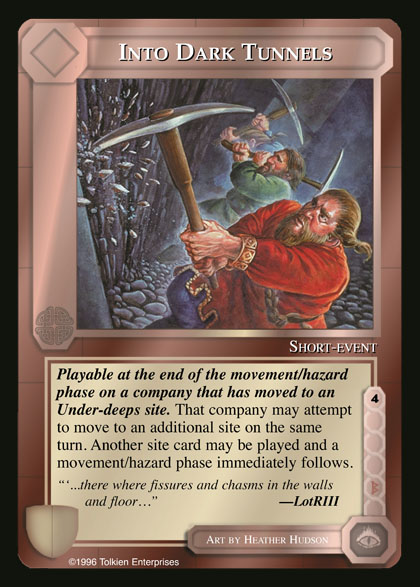 INTO DARK TUNNELS
SHORT-EVENT
Playable at the end of the movement/hazard
phase on a company that has moved to an
Under-deeps site. That company may attempt
to move to an additional site on the same
turn. Another site card may be played and a
movement/hazard phase immediately follows.
4
“‘...there where fissures and chasms in the walls
and floor…” —LotRIII
ART BY HEATHER HUDSON
©1996 Tolkien Enterprises